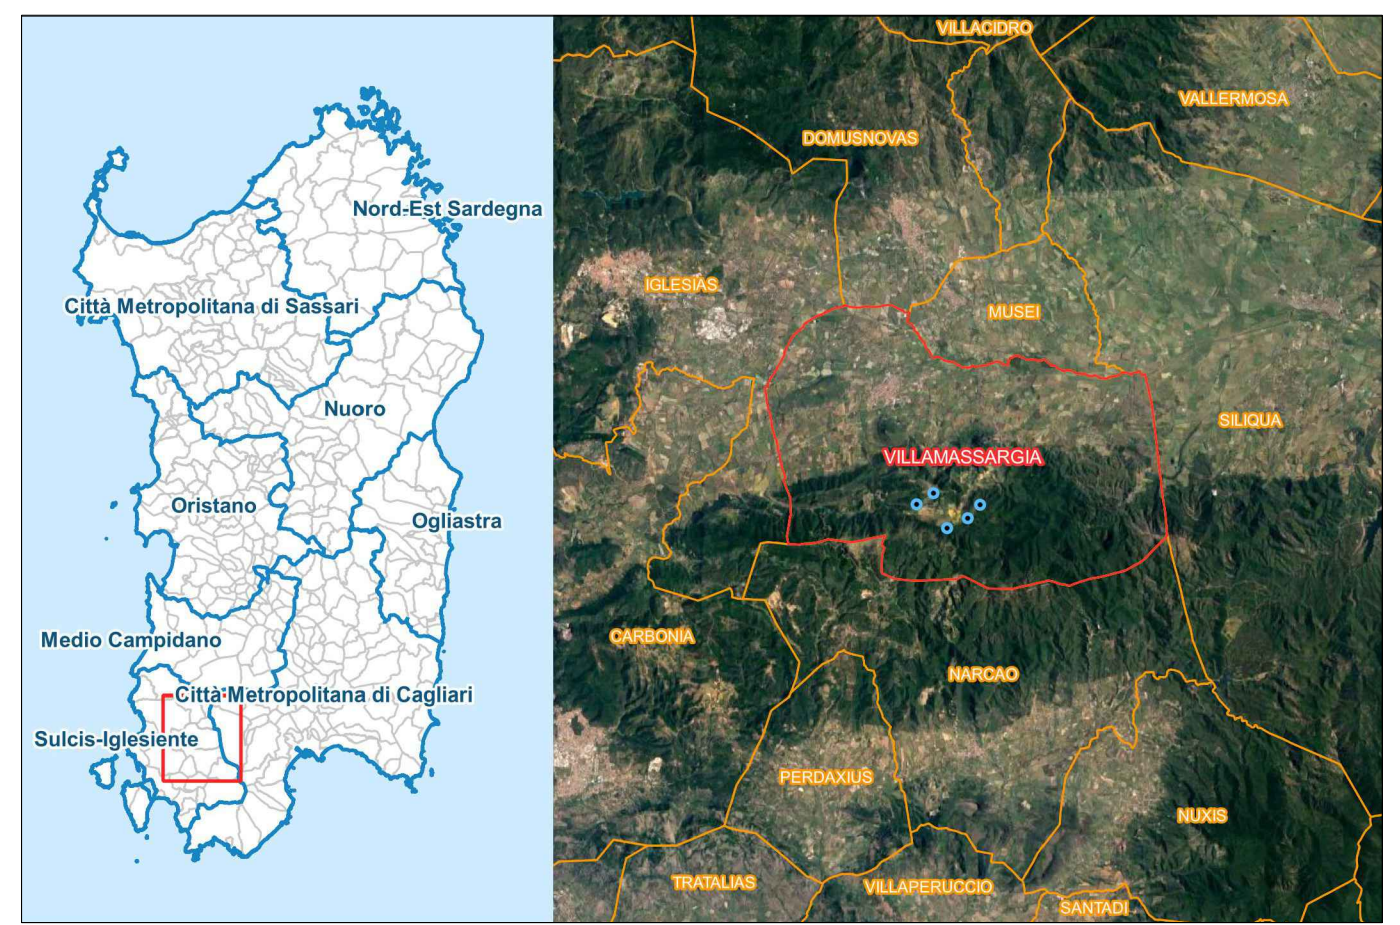 Nord-Est Sardegna
Città Metropolitana di Sassari
Nuoro
Oristano
Ogliastra
Medio Campidano
Città Metropolitana di Cagliari
Sulcis-Iglesiente
VILLACIDRO
VALLERMOSA
DOMUSNOVAS
IGLESIAS
MUSEI
SILIQUA
VILLAMASSARGIA
CARBONIA
NARCAO
PERDAXIUS
NUXIS
TRATALIAS
VILLAPERUCCIO
SANTADI